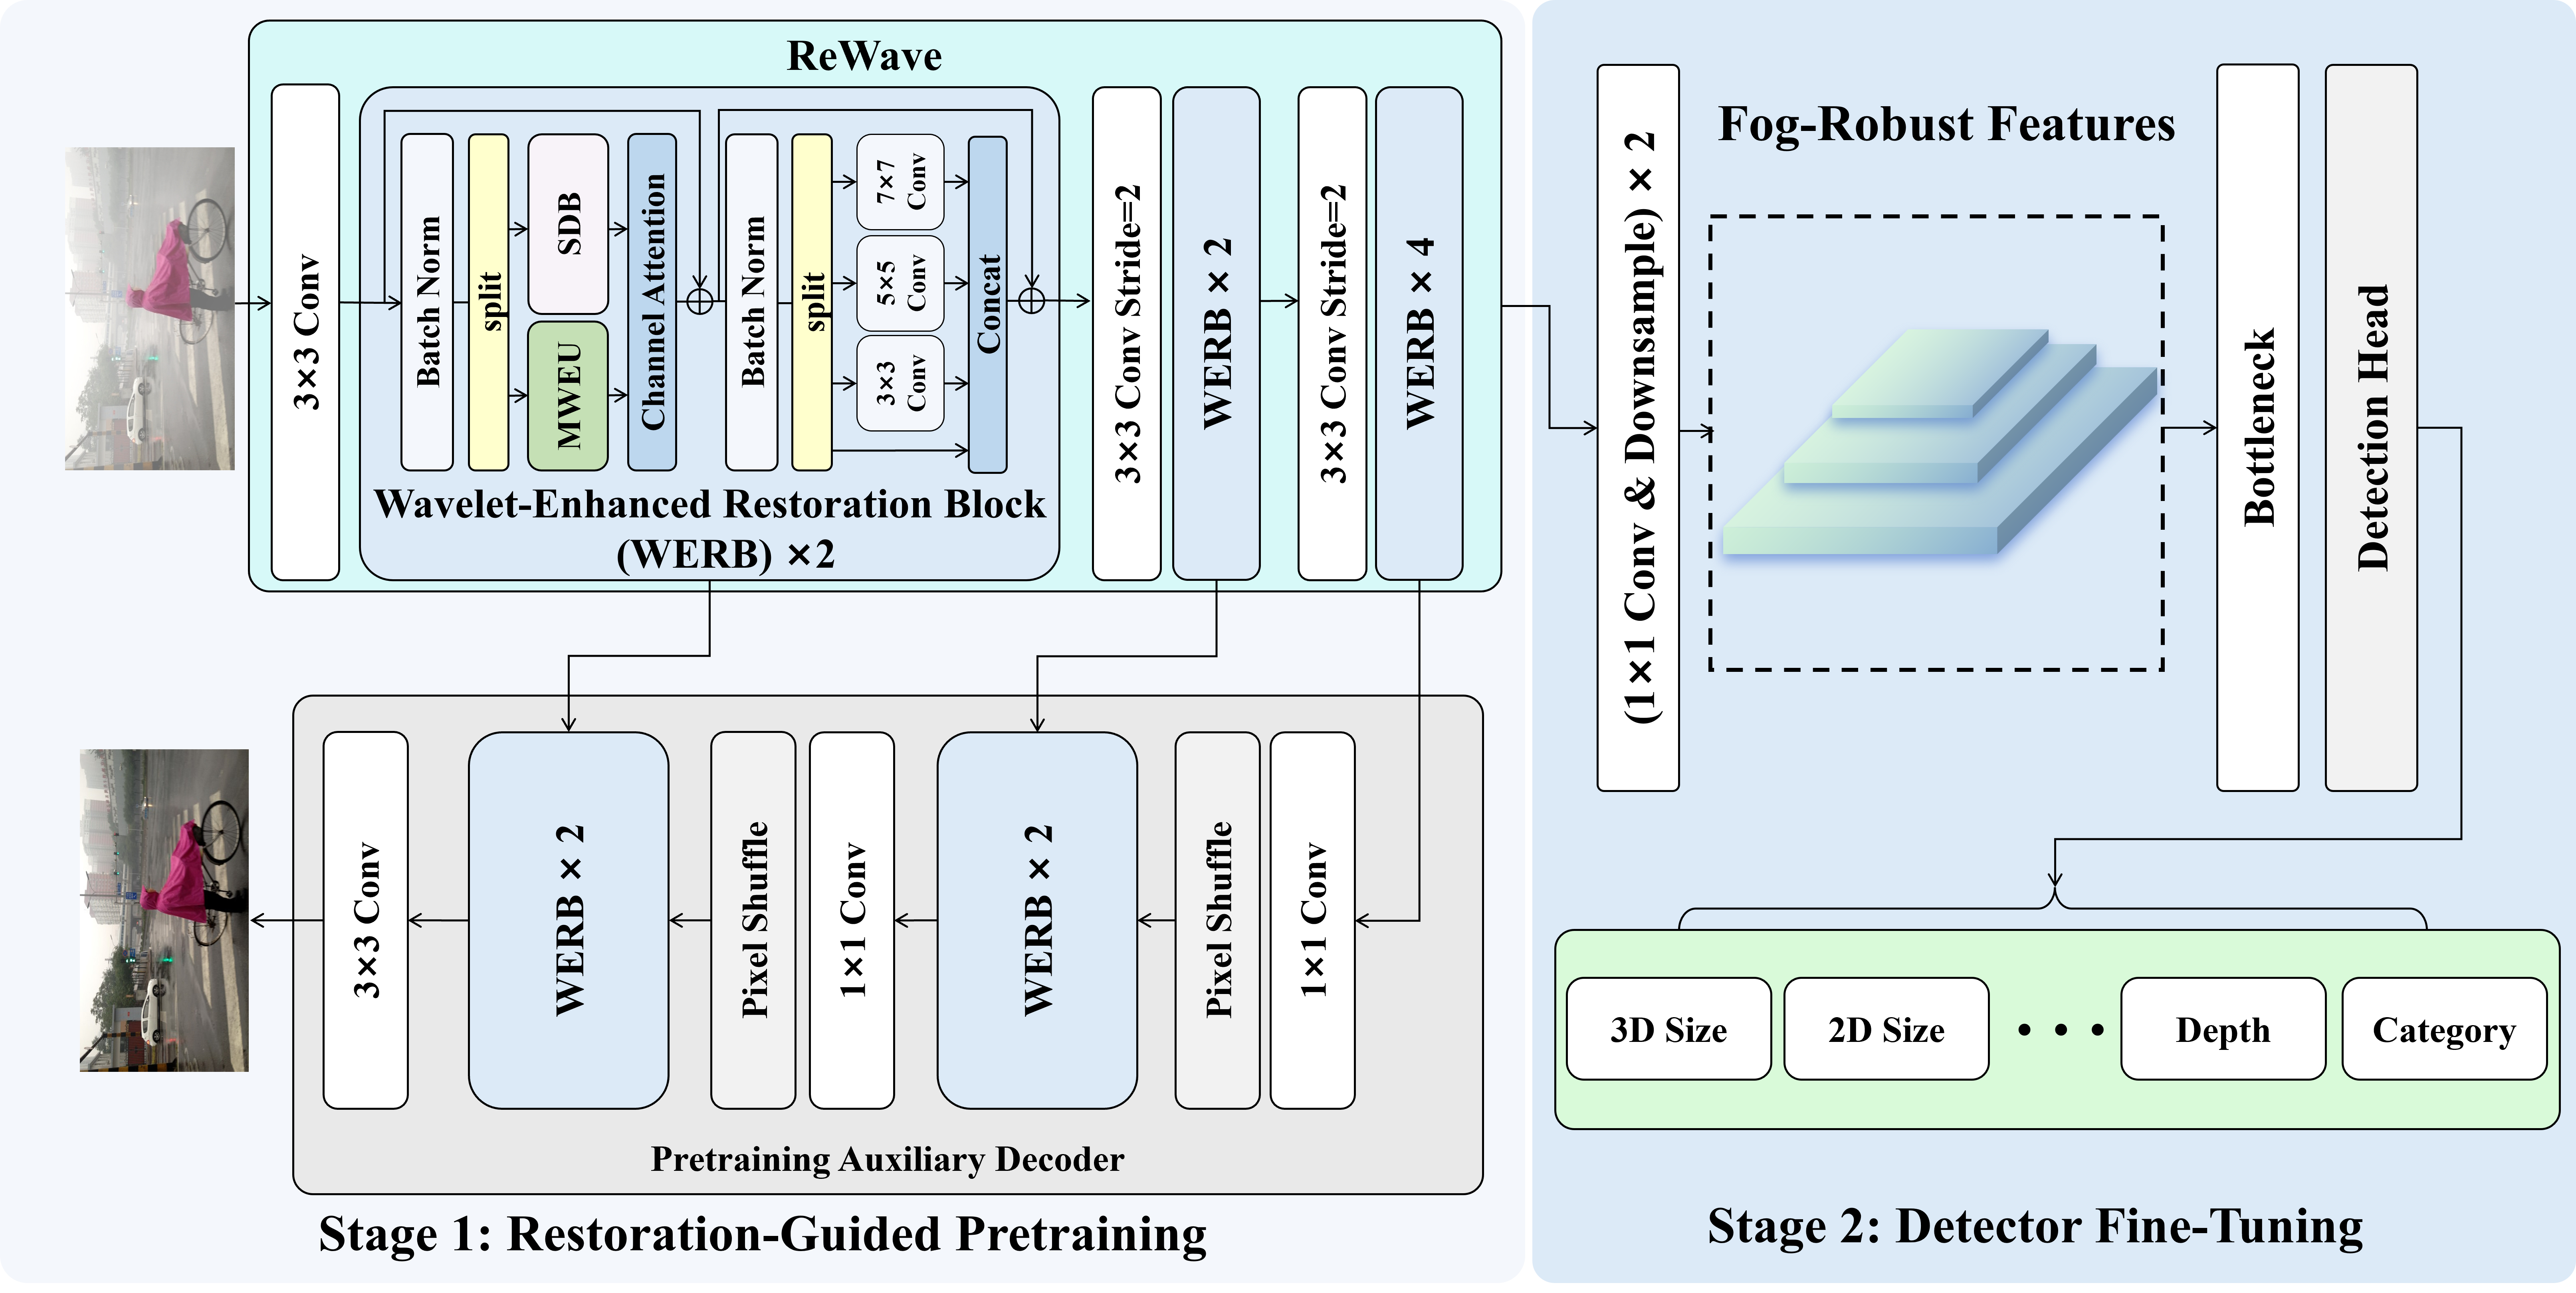 ReWave
3×3 Conv
Batch Norm
split
SDB
MWEU
Channel Attention
Batch Norm
split
7×7
Conv
5×5
Conv
3×3
Conv
Concat
Wavelet-Enhanced Restoration Block
(WERB) ×2
3×3 Conv Stride=2
WERB × 2
3×3 Conv Stride=2
WERB × 4
3×3 Conv
WERB × 2
Pixel Shuffle
1×1 Conv
WERB × 2
Pixel Shuffle
1×1 Conv
Pretraining Auxiliary Decoder
Stage 1: Restoration-Guided Pretraining
(1×1 Conv & Downsample) × 2
Fog-Robust Features
Bottleneck
Detection Head
3D Size
2D Size
• • •
Depth
Category
Stage 2: Detector Fine-Tuning